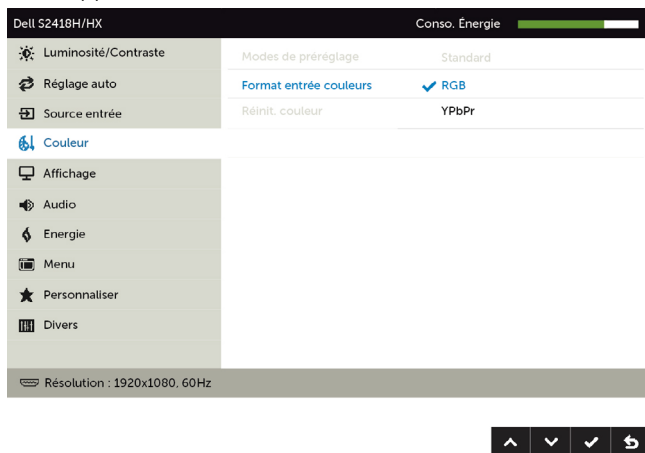 Dell S2418H/HX Conso. Énergie
Luminosité/Contraste Modes de préréglage Standard
Réglage auto Format entrée couleurs RGB
Source entrée Réinit. couleur YPbPr
Couleur
Affichage
Audio
Energie
Menu
Personnaliser
Divers
Résolution : 1920x1080, 60Hz